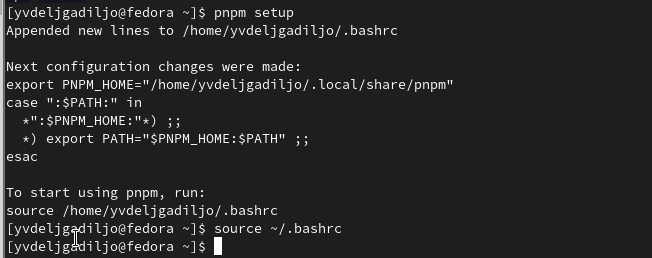 [yvdeljgadiljo@fedora ~]$ pnpm setup
Appended new lines to /home/yvdeljgadiljo/.bashrc
Next configuration changes were made:
export PNPM_HOME="/home/yvdeljgadiljo/.local/share/pnpm"
case ":$PATH:" in
  *":$PNPM_HOME:"*) ;;
  *) export PATH="$PNPM_HOME:$PATH" ;;
esac
To start using pnpm, run:
source /home/yvdeljgadiljo/.bashrc
[yvdeljgadiljo@fedora ~]$ source ~/.bashrc
[yvdeljgadiljo@fedora ~]$